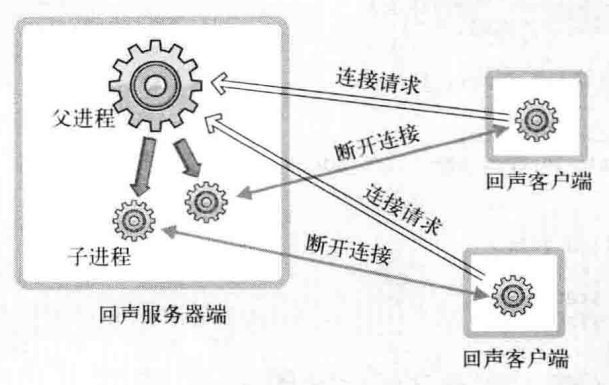 连接请求
父进程
断开连接
回声客户端
连接请求
子进程
断开连接
回声服务器端
回声客户端